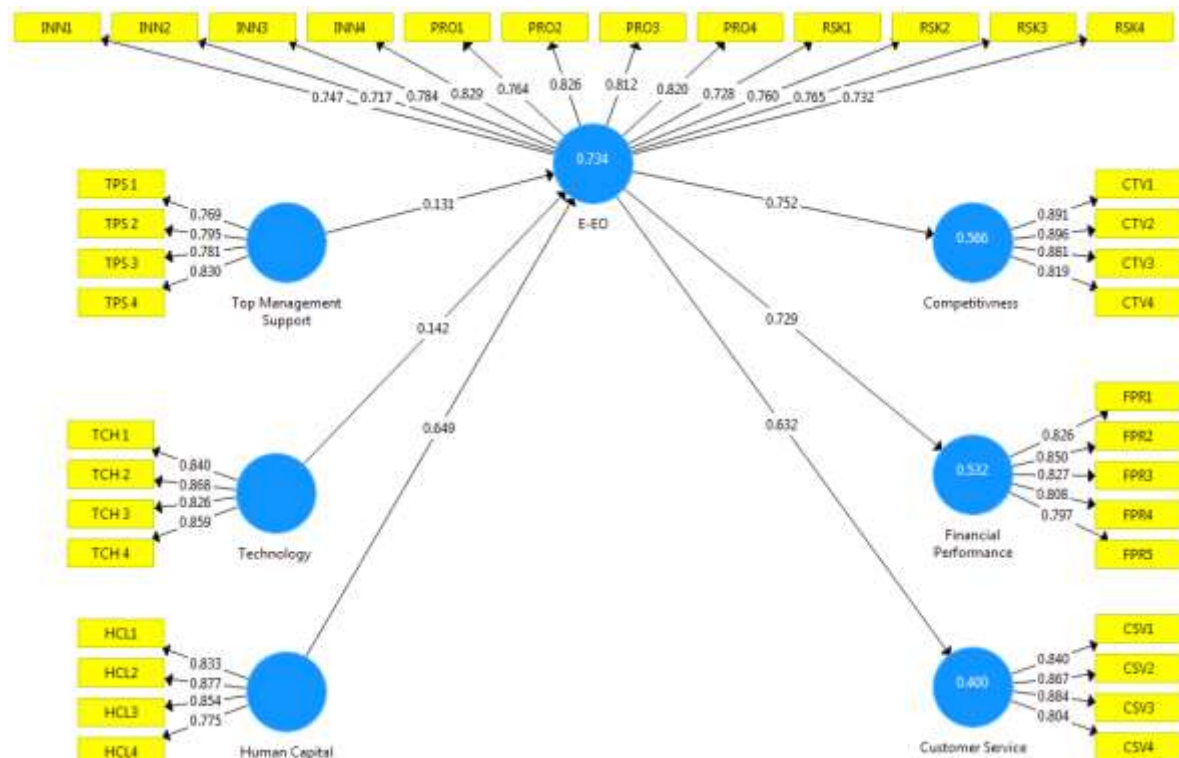 INN1 INN2 INN3 INN4 PRO1 PRO2 PRO3 PRO4 RSK1 RSK2 RSK3 RSK4
0.747 0.717 0.784 0.829 0.764 0.826 0.812 0.820 0.728 0.760 0.765 0.732
0.734
E-EO
TPS 1
TPS 2
TPS 3
TPS 4
0.769
0.795
0.781
0.830
Top Management
Support
0.131
TCH 1
TCH 2
TCH 3
TCH 4
0.840
0.868
0.826
0.859
Technology
0.142
HCL1
HCL2
HCL3
HCL4
0.833
0.877
0.854
0.775
Human Capital
0.649
0.752
0.566
Competitivness
0.891
0.896
0.881
0.819
CTV1
CTV2
CTV3
CTV4
0.729
0.532
Financial
Performance
0.826
0.850
0.827
0.808
0.797
FPR1
FPR2
FPR3
FPR4
FPR5
0.632
0.400
Customer Service
0.840
0.867
0.884
0.804
CSV1
CSV2
CSV3
CSV4